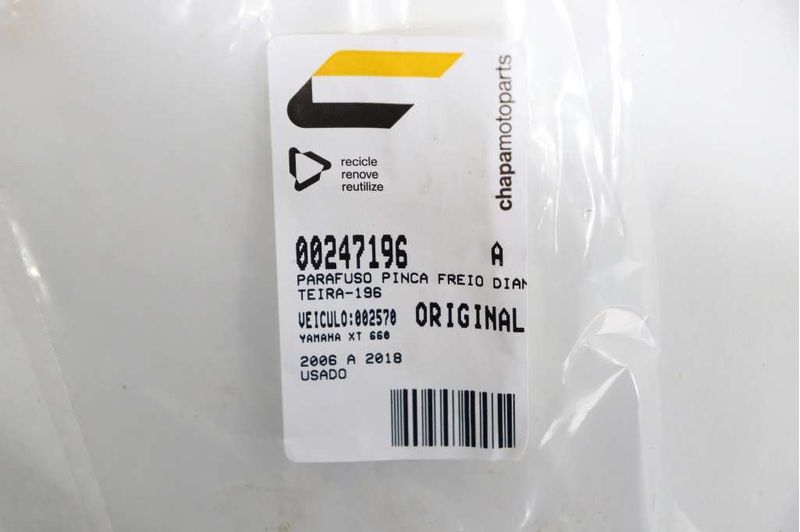 recicle
renove
reutilize
chapamotoparts
00247196 A
PARAFUSO PINCA FREIO DIAN
TEIRA-196
VEICULO:002570 ORIGINAL
YAMAHA XT 660
2006 A 2018
USADO